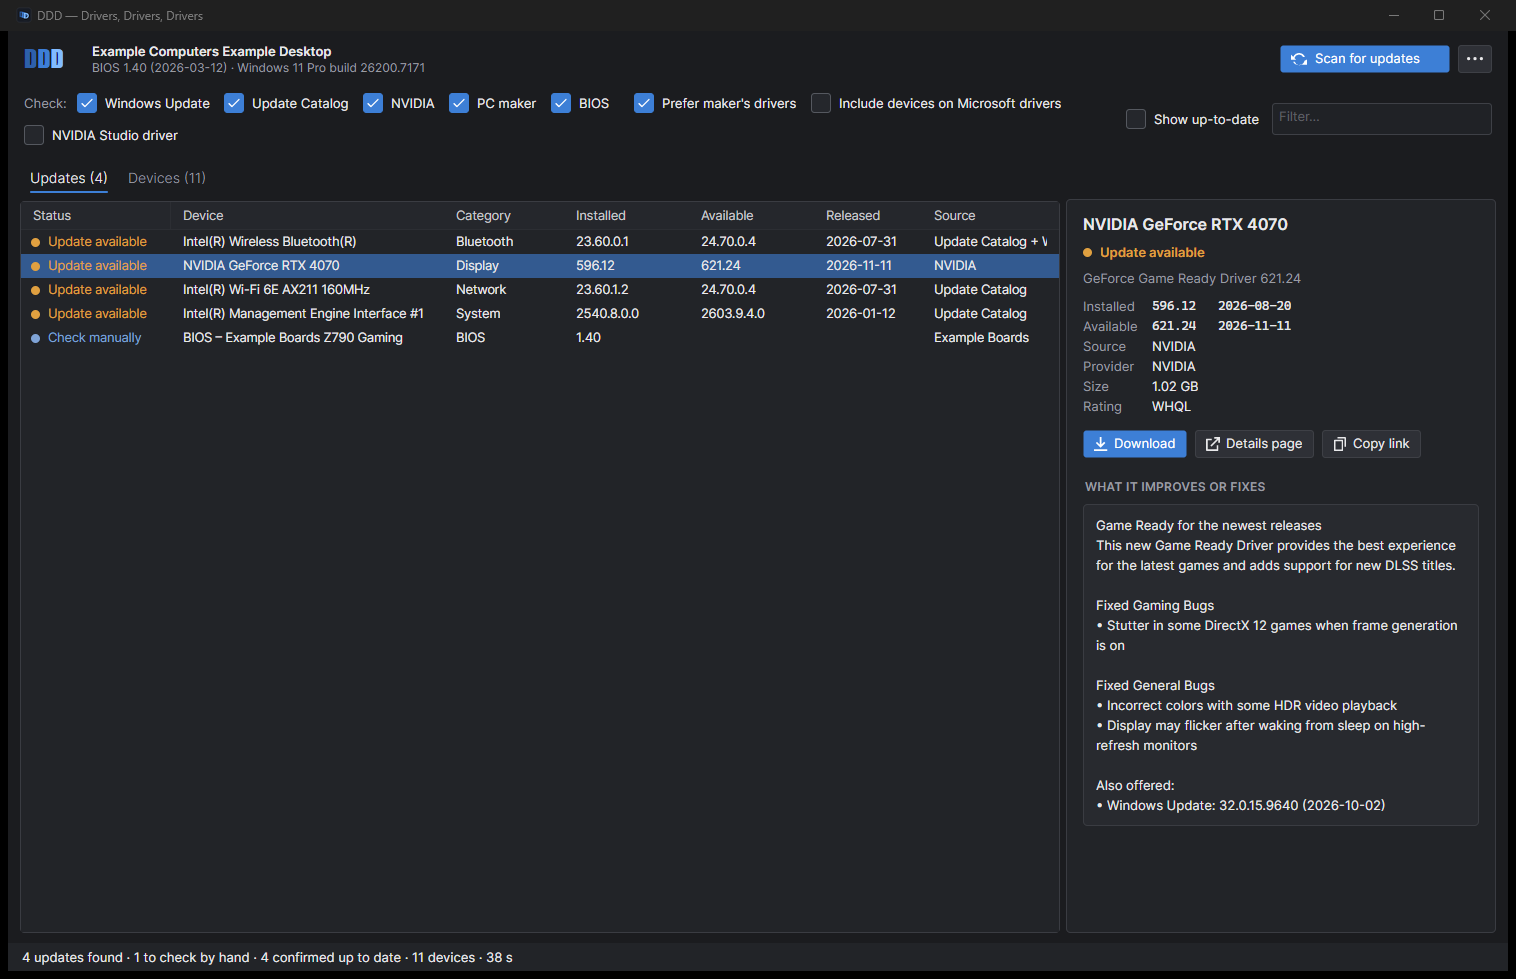 DDD — Drivers, Drivers, Drivers
DDD
Example Computers Example Desktop
BIOS 1.40 (2026-03-12) · Windows 11 Pro build 26200.7171
Scan for updates
Check: Windows Update Update Catalog NVIDIA PC maker BIOS Prefer maker's drivers Include devices on Microsoft drivers
NVIDIA Studio driver
Show up-to-date Filter...
Updates (4) Devices (11)
Status Device Category Installed Available Released Source
Update available Intel(R) Wireless Bluetooth(R) Bluetooth 23.60.0.1 24.70.0.4 2026-07-31 Update Catalog +
Update available NVIDIA GeForce RTX 4070 Display 596.12 621.24 2026-11-11 NVIDIA
Update available Intel(R) Wi-Fi 6E AX211 160MHz Network 23.60.1.2 24.70.0.4 2026-07-31 Update Catalog
Update available Intel(R) Management Engine Interface #1 System 2540.8.0.0 2603.9.4.0 2026-01-12 Update Catalog
Check manually BIOS – Example Boards Z790 Gaming BIOS 1.40 Example Boards
NVIDIA GeForce RTX 4070
Update available
GeForce Game Ready Driver 621.24
Installed 596.12 2026-08-20
Available 621.24 2026-11-11
Source NVIDIA
Provider NVIDIA
Size 1.02 GB
Rating WHQL
Download Details page Copy link
WHAT IT IMPROVES OR FIXES
Game Ready for the newest releases
This new Game Ready Driver provides the best experience
for the latest games and adds support for new DLSS titles.
Fixed Gaming Bugs
• Stutter in some DirectX 12 games when frame generation
is on
Fixed General Bugs
• Incorrect colors with some HDR video playback
• Display may flicker after waking from sleep on high-
refresh monitors
Also offered:
• Windows Update: 32.0.15.9640 (2026-10-02)
4 updates found · 1 to check by hand · 4 confirmed up to date · 11 devices · 38 s